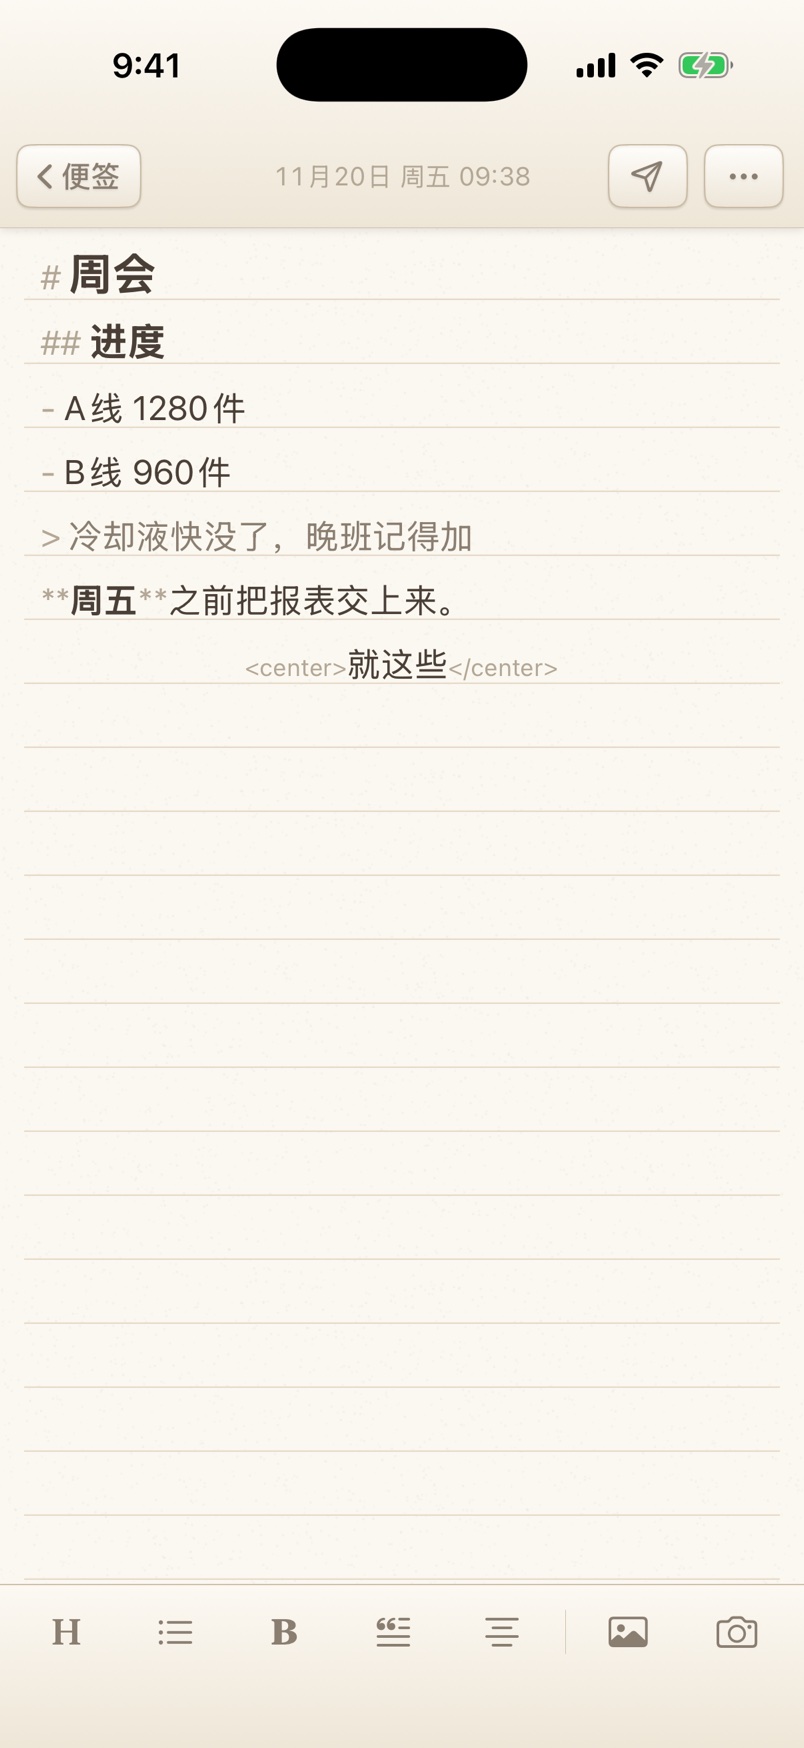 9:41
便签
11月20日 周五 09:38
# 周会
## 进度
- A线 1280件
- B线 960件
> 冷却液快没了，晚班记得加
**周五**之前把报表交上来。
<center>就这些</center>
H
B